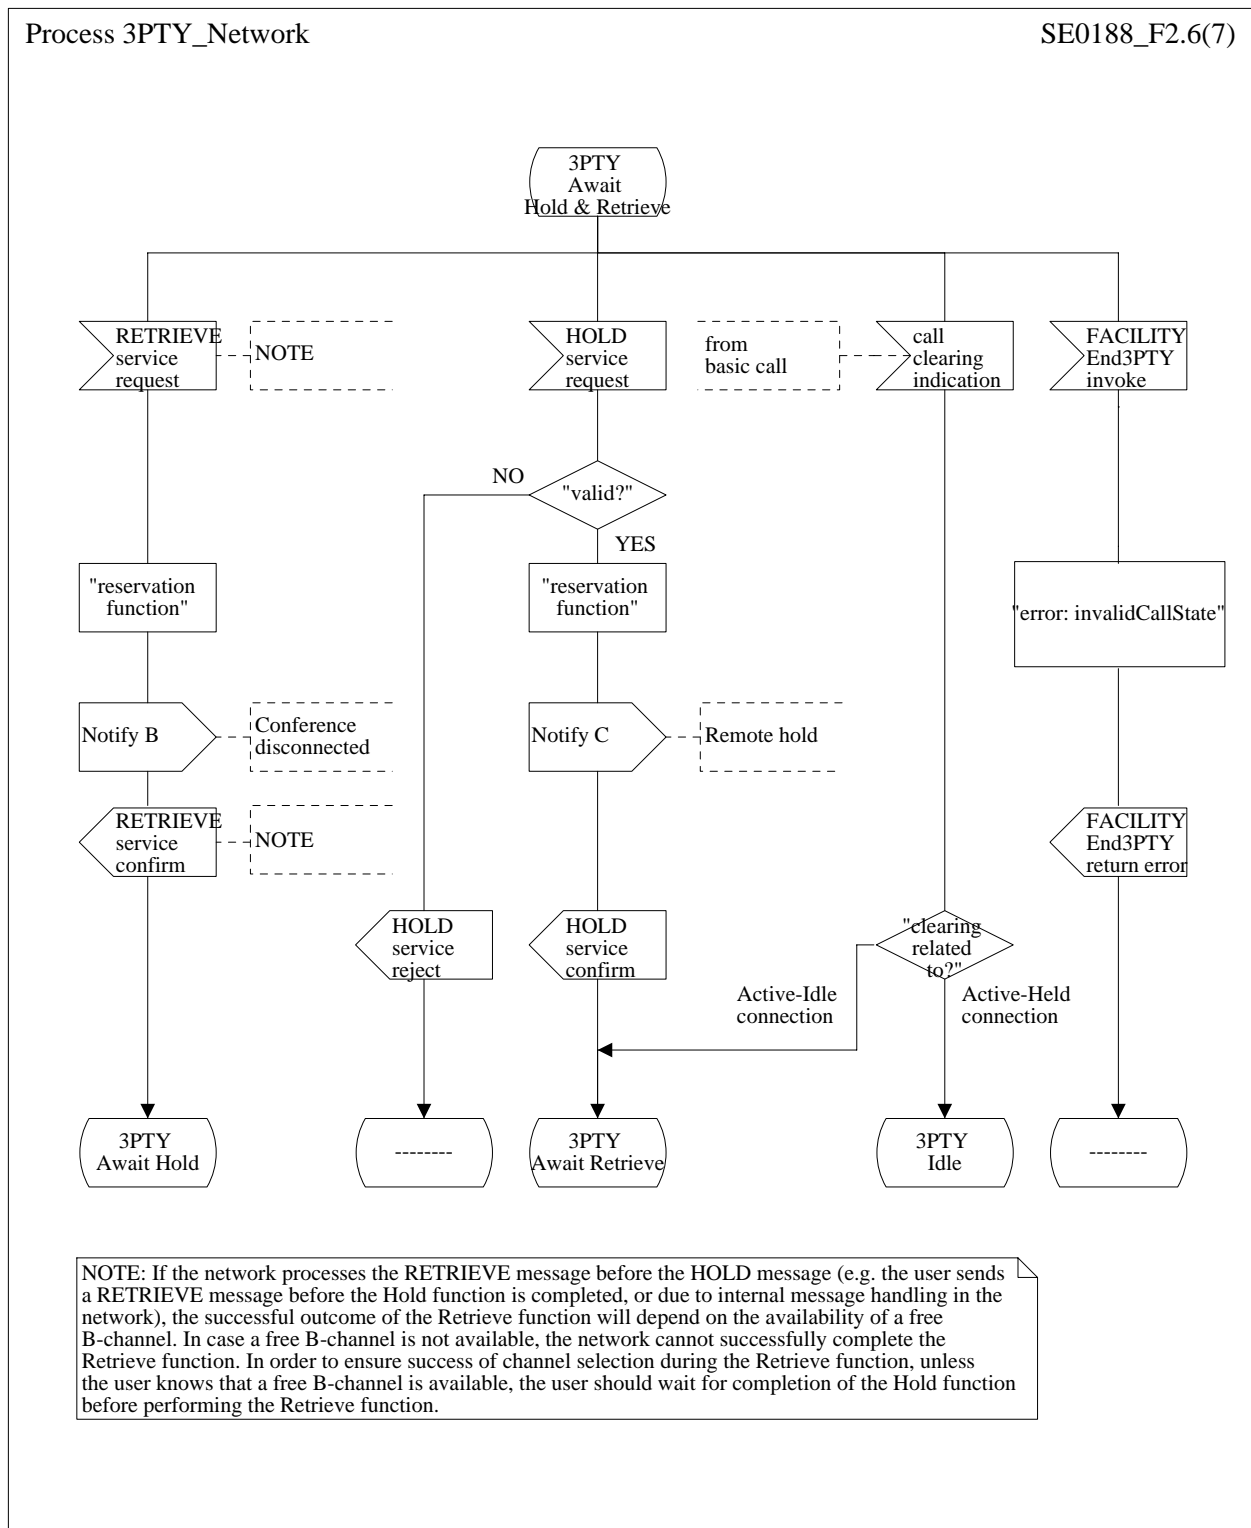 Process 3PTY_Network
SE0188_F2.6(7)
3PTY
Await
Hold & Retrieve
RETRIEVE
service
request
NOTE
HOLD
service
request
from
basic call
call
clearing
indication
FACILITY
End3PTY
invoke
NO
"valid?"
YES
"reservation
function"
"reservation
function"
"error: invalidCallState"
Notify B
Conference
disconnected
Notify C
Remote hold
RETRIEVE
service
confirm
NOTE
FACILITY
End3PTY
return error
HOLD
service
reject
HOLD
service
confirm
"clearing
related
to?"
Active-Idle
connection
Active-Held
connection
3PTY
Await Hold
--------
3PTY
Await Retrieve
3PTY
Idle
--------
NOTE: If the network processes the RETRIEVE message before the HOLD message (e.g. the user sends
a RETRIEVE message before the Hold function is completed, or due to internal message handling in the
network), the successful outcome of the Retrieve function will depend on the availability of a free
B-channel. In case a free B-channel is not available, the network cannot successfully complete the
Retrieve function. In order to ensure success of channel selection during the Retrieve function, unless
the user knows that a free B-channel is available, the user should wait for completion of the Hold function
before performing the Retrieve function.